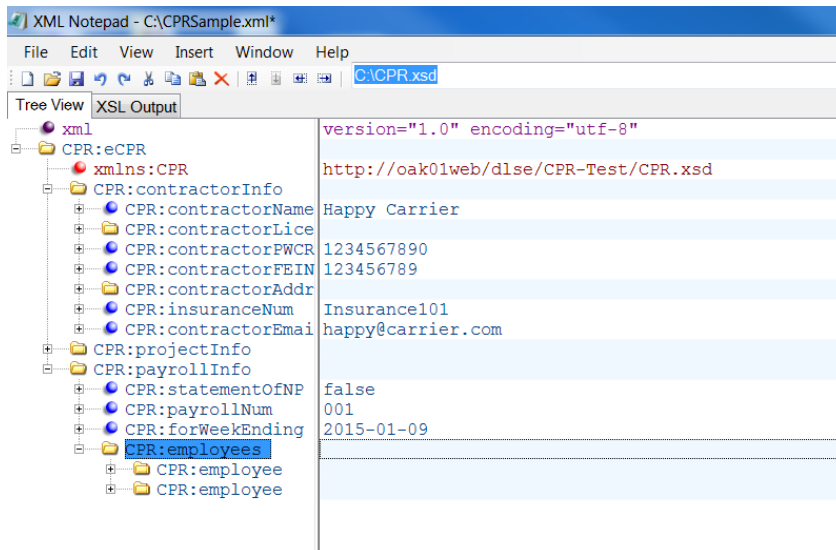 XML Notepad - C:\CPRSample.xml*
File Edit View Insert Window Help
C:\CPR.xsd
Tree View XSL Output
xml version="1.0" encoding="utf-8"
CPR:eCPR
xmlns:CPR http://oak01web/dlse/CPR-Test/CPR.xsd
CPR:contractorInfo
CPR:contractorName Happy Carrier
CPR:contractorLice
CPR:contractorPWCR 1234567890
CPR:contractorFEIN 123456789
CPR:contractorAddr
CPR:insuranceNum Insurance101
CPR:contractorEmai happy@carrier.com
CPR:projectInfo
CPR:payrollInfo
CPR:statementOfNP false
CPR:payrollNum 001
CPR:forWeekEnding 2015-01-09
CPR:employees
CPR:employee
CPR:employee